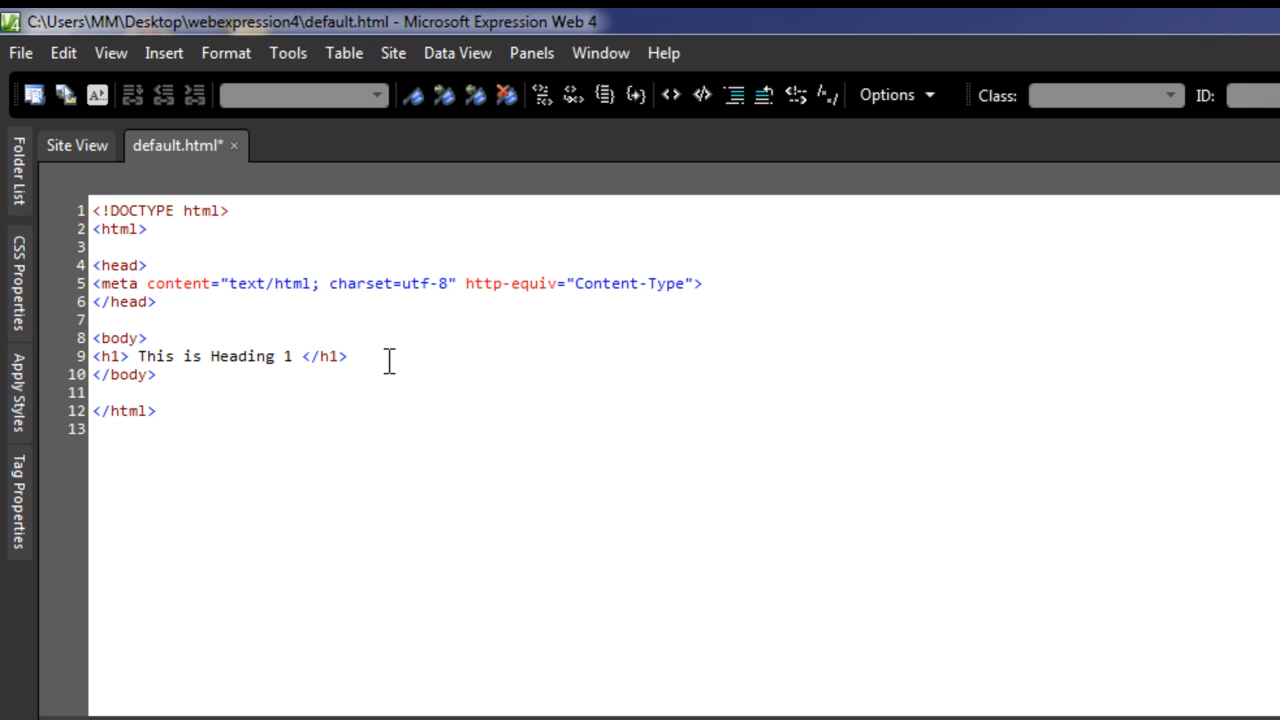 C:\Users\MM\Desktop\webexpression4\default.html - Microsoft Expression Web 4
File Edit View Insert Format Tools Table Site Data View Panels Window Help
Options Class: ID:
Site View default.html* ×
Folder List
CSS Properties
Apply Styles
Tag Properties
1 <!DOCTYPE html>
2 <html>
3
4 <head>
5 <meta content="text/html; charset=utf-8" http-equiv="Content-Type">
6 </head>
7
8 <body>
9 <h1> This is Heading 1 </h1>
10 </body>
11
12 </html>
13